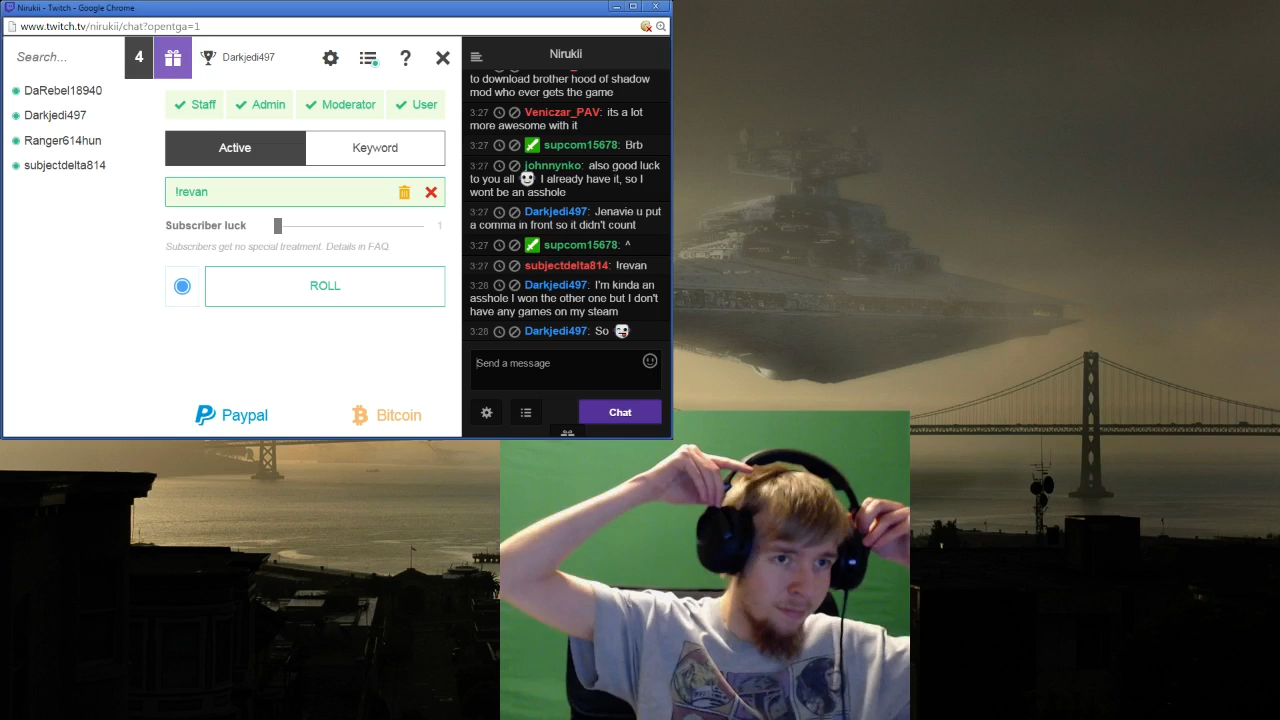 Nirukii - Twitch - Google Chrome
www.twitch.tv/nirukii/chat?opentga=1
Search...
4
Darkjedi497
?
DaRebel18940
Darkjedi497
Ranger614hun
subjectdelta814
Staff
Admin
Moderator
User
Active
Keyword
!revan
Subscriber luck
1
Subscribers get no special treatment. Details in FAQ.
ROLL
Paypal
Bitcoin
Nirukii
to download brother hood of shadow
mod who ever gets the game
3:27 Veniczar_PAV: its a lot
more awesome with it
3:27 supcom15678: Brb
3:27 johnnynko: also good luck
to you all I already have it, so I
wont be an asshole
3:27 Darkjedi497: Jenavie u put
a comma in front so it didn't count
3:27 supcom15678: ^
3:27 subjectdelta814: !revan
3:28 Darkjedi497: I'm kinda an
asshole I won the other one but I don't
have any games on my steam
3:28 Darkjedi497: So
Send a message
Chat